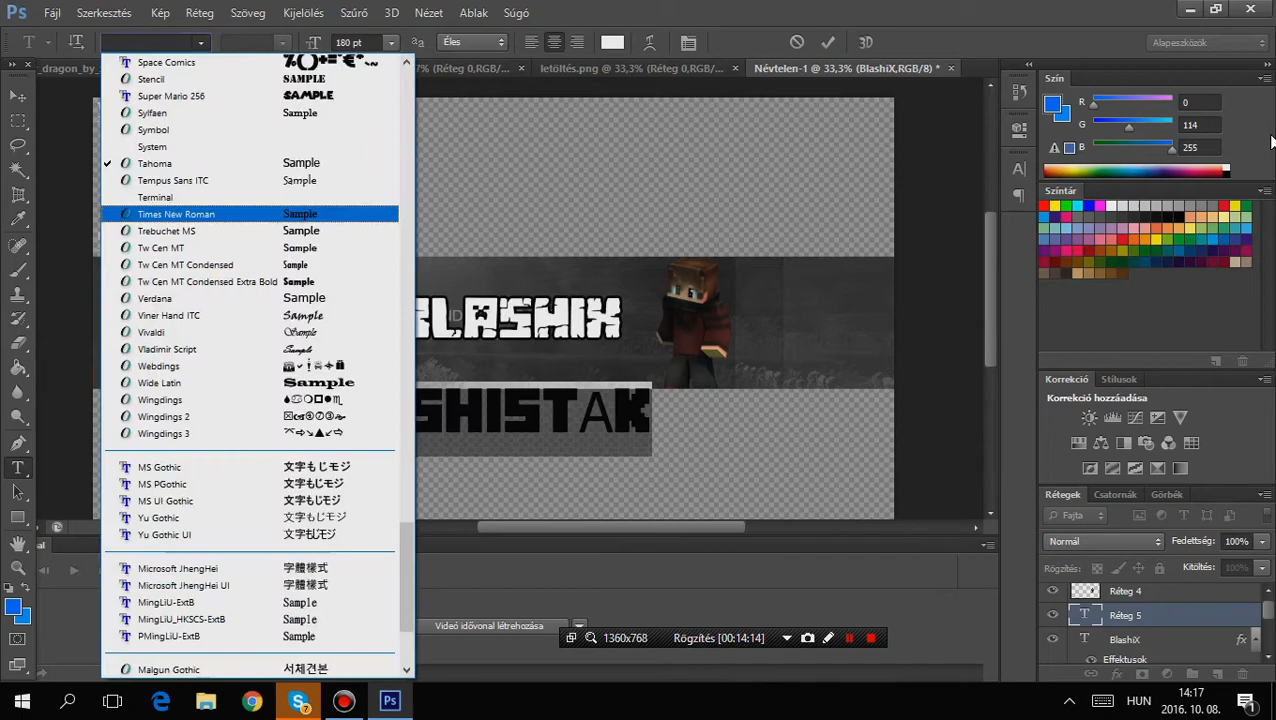 Ps Fájl Szerkesztés Kép Réteg Szöveg Kijelölés Szűrő 3D Nézet Ablak Súgó
T 180 pt aa Éles 3D Alapszekciók
_dragon_by_ 7% (Réteg 0,RGB/... × letöltés.png @ 33,3% (Réteg 0,RGB/... × Névtelen-1 @ 33,3% (BlashiX,RGB/8) * ×
Space Comics
Stencil SAMPLE
Super Mario 256 SAMPLE
Sylfaen Sample
Symbol
System
Tahoma Sample
Tempus Sans ITC Sample
Terminal
Times New Roman Sample
Trebuchet MS Sample
Tw Cen MT Sample
Tw Cen MT Condensed Sample
Tw Cen MT Condensed Extra Bold Sample
Verdana Sample
Viner Hand ITC Sample
Vivaldi Sample
Vladimir Script Sample
Webdings
Wide Latin Sample
Wingdings
Wingdings 2
Wingdings 3
MS Gothic 文字もじモジ
MS PGothic 文字もじモジ
MS UI Gothic 文字もじモジ
Yu Gothic 文字もじモジ
Yu Gothic UI 文字もじモジ
Microsoft JhengHei 字體樣式
Microsoft JhengHei UI 字體樣式
MingLiU-ExtB Sample
MingLiU_HKSCS-ExtB Sample
PMingLiU-ExtB Sample
Malgun Gothic 서체견본
BLASHIX
SHISTAK
Szín
R 0
G 114
B 255
Színtár
Korrekció Stílusok
Korrekció hozzáadása
Rétegek Csatornák Görbék
Fajta
Normál Fedettség: 100%
Rögzítés: Kitöltés: 100%
Réteg 4
T Réteg 5
T BlashiX fx
Effektusok
Videó idővonal létrehozása
1360x768 Rögzítés (00:14:14)
HUN 14:17
2016. 10. 08.